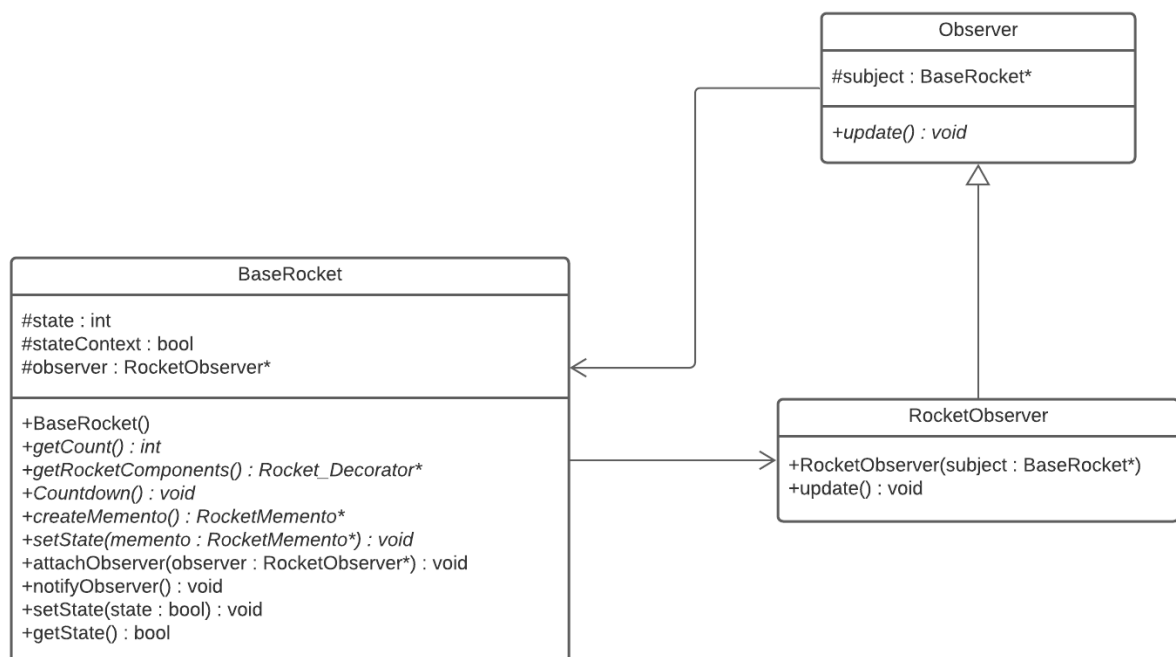 Observer
#subject : BaseRocket*
+update() : void
BaseRocket
#state : int
#stateContext : bool
#observer : RocketObserver*
+BaseRocket()
+getCount() : int
+getRocketComponents() : Rocket_Decorator*
+Countdown() : void
+createMemento() : RocketMemento*
+setState(memento : RocketMemento*) : void
+attachObserver(observer : RocketObserver*) : void
+notifyObserver() : void
+setState(state : bool) : void
+getState() : bool
RocketObserver
+RocketObserver(subject : BaseRocket*)
+update() : void